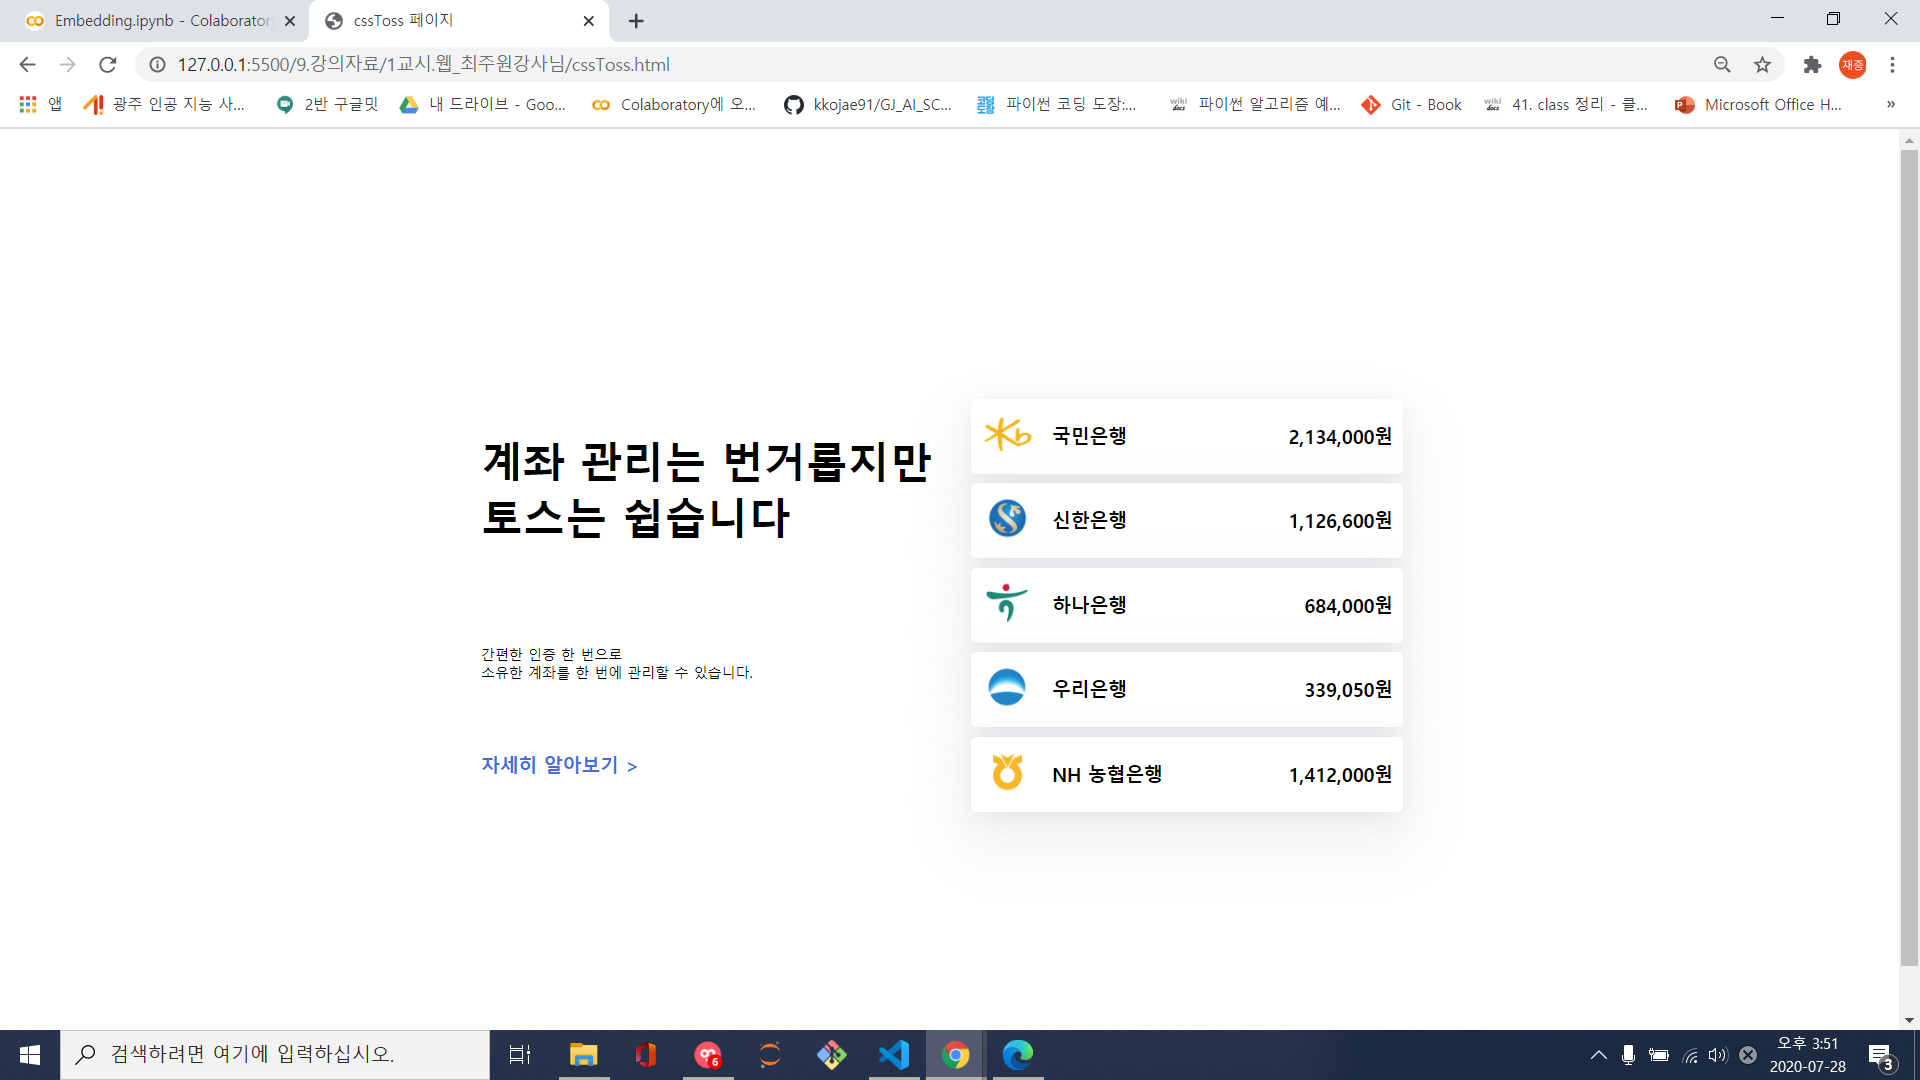 Embedding.ipynb - Colaborator
cssToss 페이지
127.0.0.1:5500/9.강의자료/1교시.웹_최주원강사님/cssToss.html
재중
앱
광주 인공 지능 사...
2반 구글밋
내 드라이브 - Goo...
Colaboratory에 오...
kkojae91/GJ_AI_SC...
코딩도장
파이썬 코딩 도장:...
wiki docs
파이썬 알고리즘 예...
Git - Book
wiki docs
41. class 정리 - 클...
Microsoft Office H...
»
계좌 관리는 번거롭지만
토스는 쉽습니다
간편한 인증 한 번으로
소유한 계좌를 한 번에 관리할 수 있습니다.
자세히 알아보기 >
국민은행 2,134,000원
신한은행 1,126,600원
하나은행 684,000원
우리은행 339,050원
NH 농협은행 1,412,000원
검색하려면 여기에 입력하십시오.
6
오후 3:51
2020-07-28
3